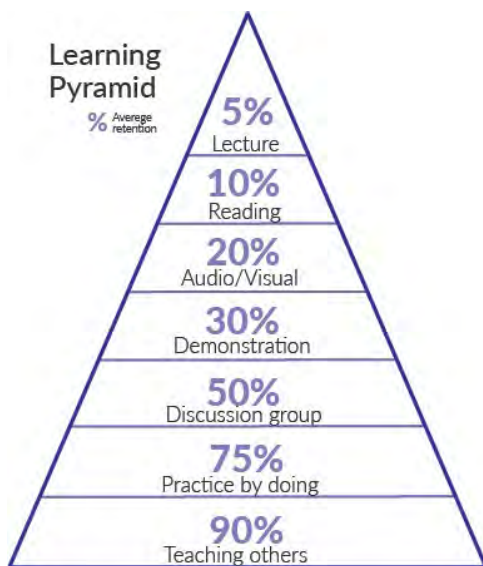 Learning
Pyramid
% Averege
retention
5%
Lecture
10%
Reading
20%
Audio/Visual
30%
Demonstration
50%
Discussion group
75%
Practice by doing
90%
Teaching others